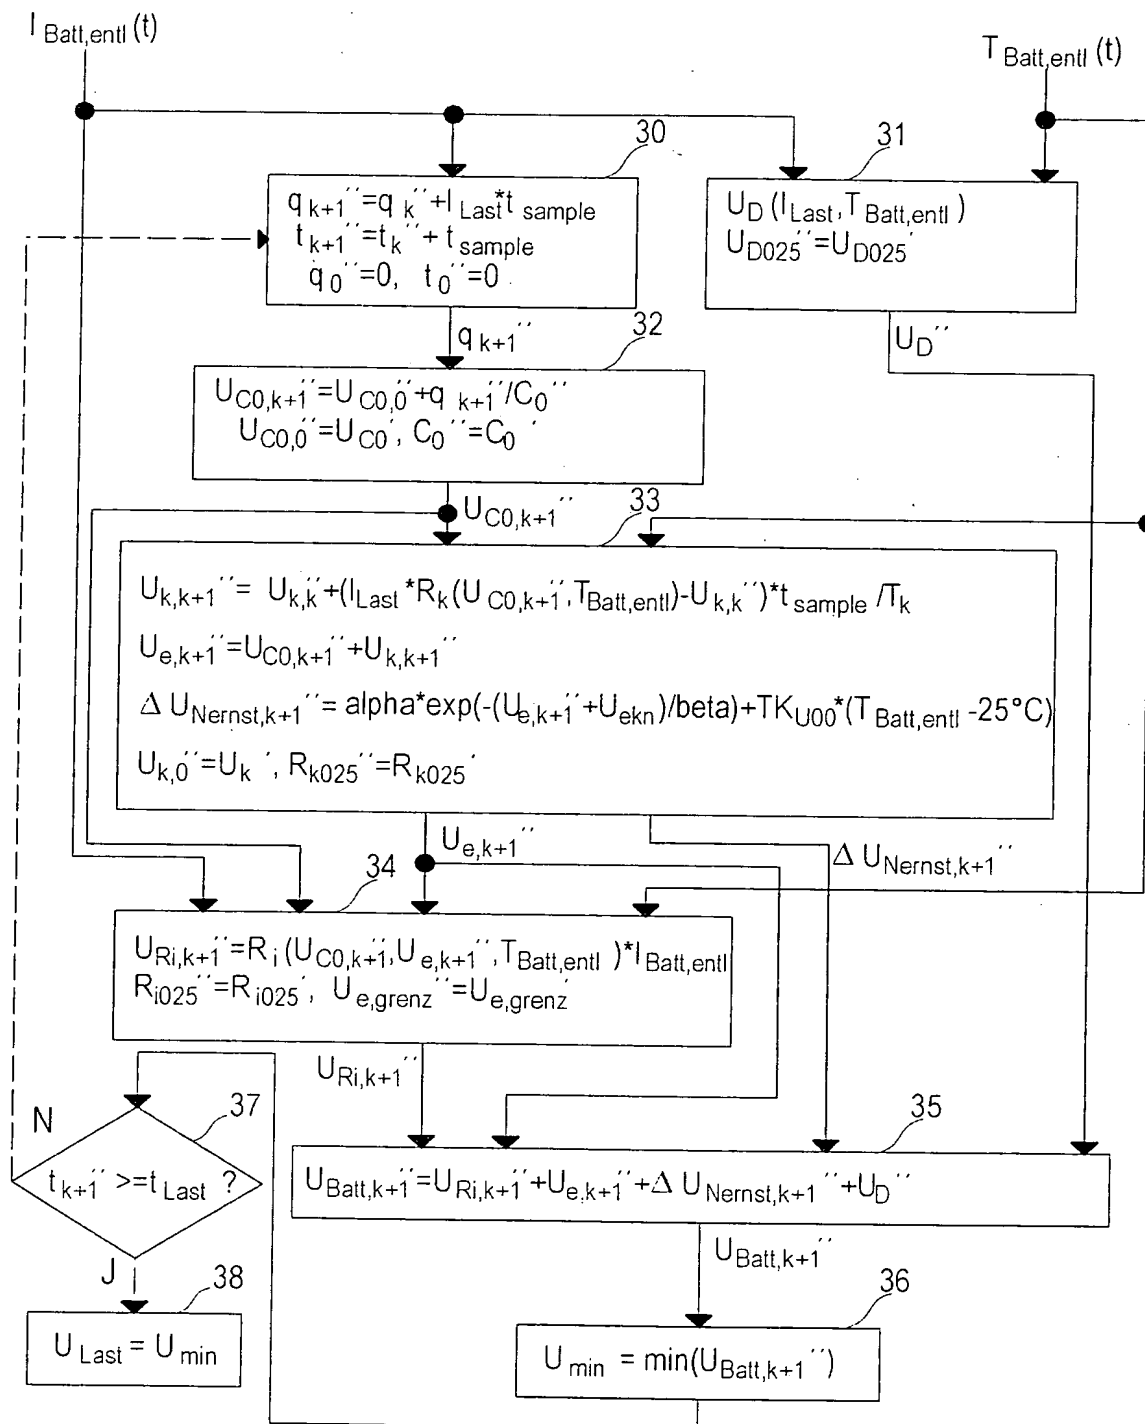 I Batt,entl (t)
T Batt,entl (t)
30
q k+1´´=q k´´+I Last*t sample
t k+1´´=t k´´+ t sample
q 0´´=0, t 0´´=0
31
U D (I Last,T Batt,entl )
U D025´´=U D025´
q k+1´´
32
U D´´
U C0,k+1´´=U C0,0´´+q k+1´´/C 0´´
U C0,0´´=U C0´, C 0´´=C 0´
U C0,k+1´´
33
U k,k+1´´= U k,k´´+(I Last*R k(U C0,k+1´´,T Batt,entl)-U k,k´´)*t sample /T k
U e,k+1´´=U C0,k+1´´+U k,k+1´´
Δ U Nernst,k+1´´= alpha*exp(-(U e,k+1´´+U ekn)/beta)+TK U00*(T Batt,entl -25°C)
U k,0´´=U k´, R k025´´=R k025´
U e,k+1´´
Δ U Nernst,k+1´´
34
U Ri,k+1´´=R i (U C0,k+1´´,U e,k+1´´,T Batt,entl )*I Batt,entl
R i025´´=R i025´, U e,grenz´´=U e,grenz´
U Ri,k+1´´
N
37
t k+1´´ >=t Last ?
35
U Batt,k+1´´=U Ri,k+1´´+U e,k+1´´+Δ U Nernst,k+1´´+U D´´
U Batt,k+1´´
J
38
U Last = U min
36
U min = min(U Batt,k+1´´)